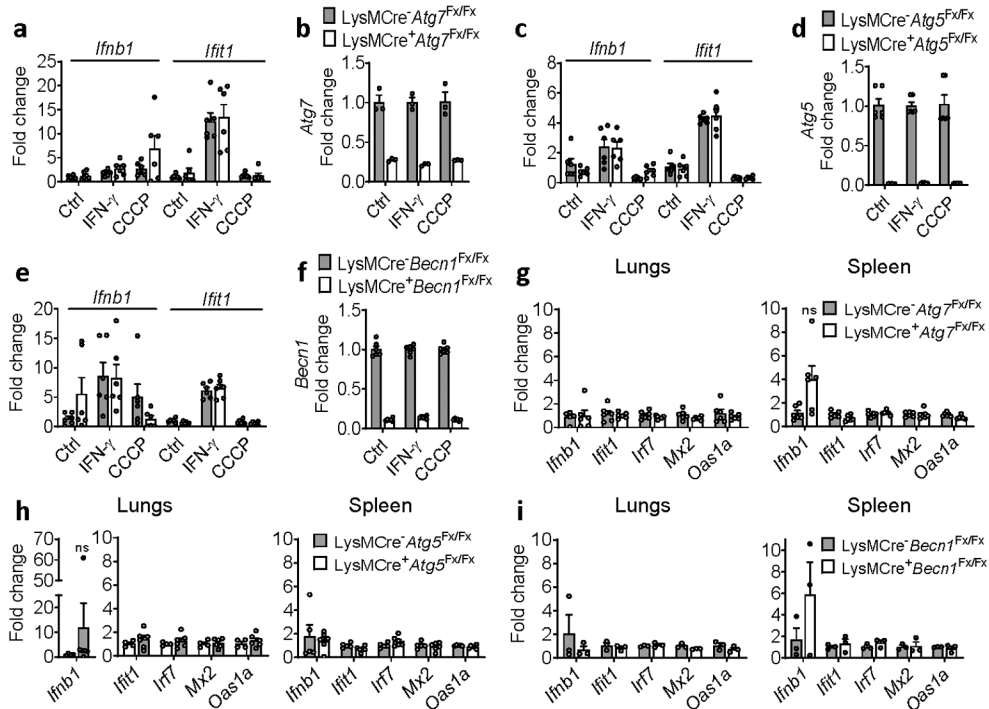 a
Ifnb1 Ifit1
Fold change
25
20
15
10
5
0
Ctrl IFN-γ CCCP Ctrl IFN-γ CCCP
b
LysMCre-Atg7Fx/Fx
LysMCre+Atg7Fx/Fx
Atg7
Fold change
1.5
1.0
0.5
0.0
Ctrl IFN-γ CCCP
c
Ifnb1 Ifit1
Fold change
8
6
4
2
0
Ctrl IFN-γ CCCP Ctrl IFN-γ CCCP
d
LysMCre-Atg5Fx/Fx
LysMCre+Atg5Fx/Fx
Atg5
Fold change
1.5
1.0
0.5
0.0
Ctrl IFN-γ CCCP
e
Ifnb1 Ifit1
Fold change
20
15
10
5
0
Ctrl IFN-γ CCCP Ctrl IFN-γ CCCP
f
LysMCre-Becn1Fx/Fx
LysMCre+Becn1Fx/Fx
Becn1
Fold change
1.5
1.0
0.5
0.0
Ctrl IFN-γ CCCP
g
Lungs
Fold change
10
8
6
4
2
0
Ifnb1 Ifit1 Irf7 Mx2 Oas1a
Spleen
ns
LysMCre-Atg7Fx/Fx
LysMCre+Atg7Fx/Fx
10
8
6
4
2
0
Ifnb1 Ifit1 Irf7 Mx2 Oas1a
h
Lungs
Fold change
ns
70
60
50
20
10
0
Ifnb1
10
8
6
4
2
0
Ifit1 Irf7 Mx2 Oas1a
Spleen
LysMCre-Atg5Fx/Fx
LysMCre+Atg5Fx/Fx
10
8
6
4
2
0
Ifnb1 Ifit1 Irf7 Mx2 Oas1a
i
Lungs
Fold change
10
8
6
4
2
0
Ifnb1 Ifit1 Irf7 Mx2 Oas1a
Spleen
LysMCre-Becn1Fx/Fx
LysMCre+Becn1Fx/Fx
10
8
6
4
2
0
Ifnb1 Ifit1 Irf7 Mx2 Oas1a